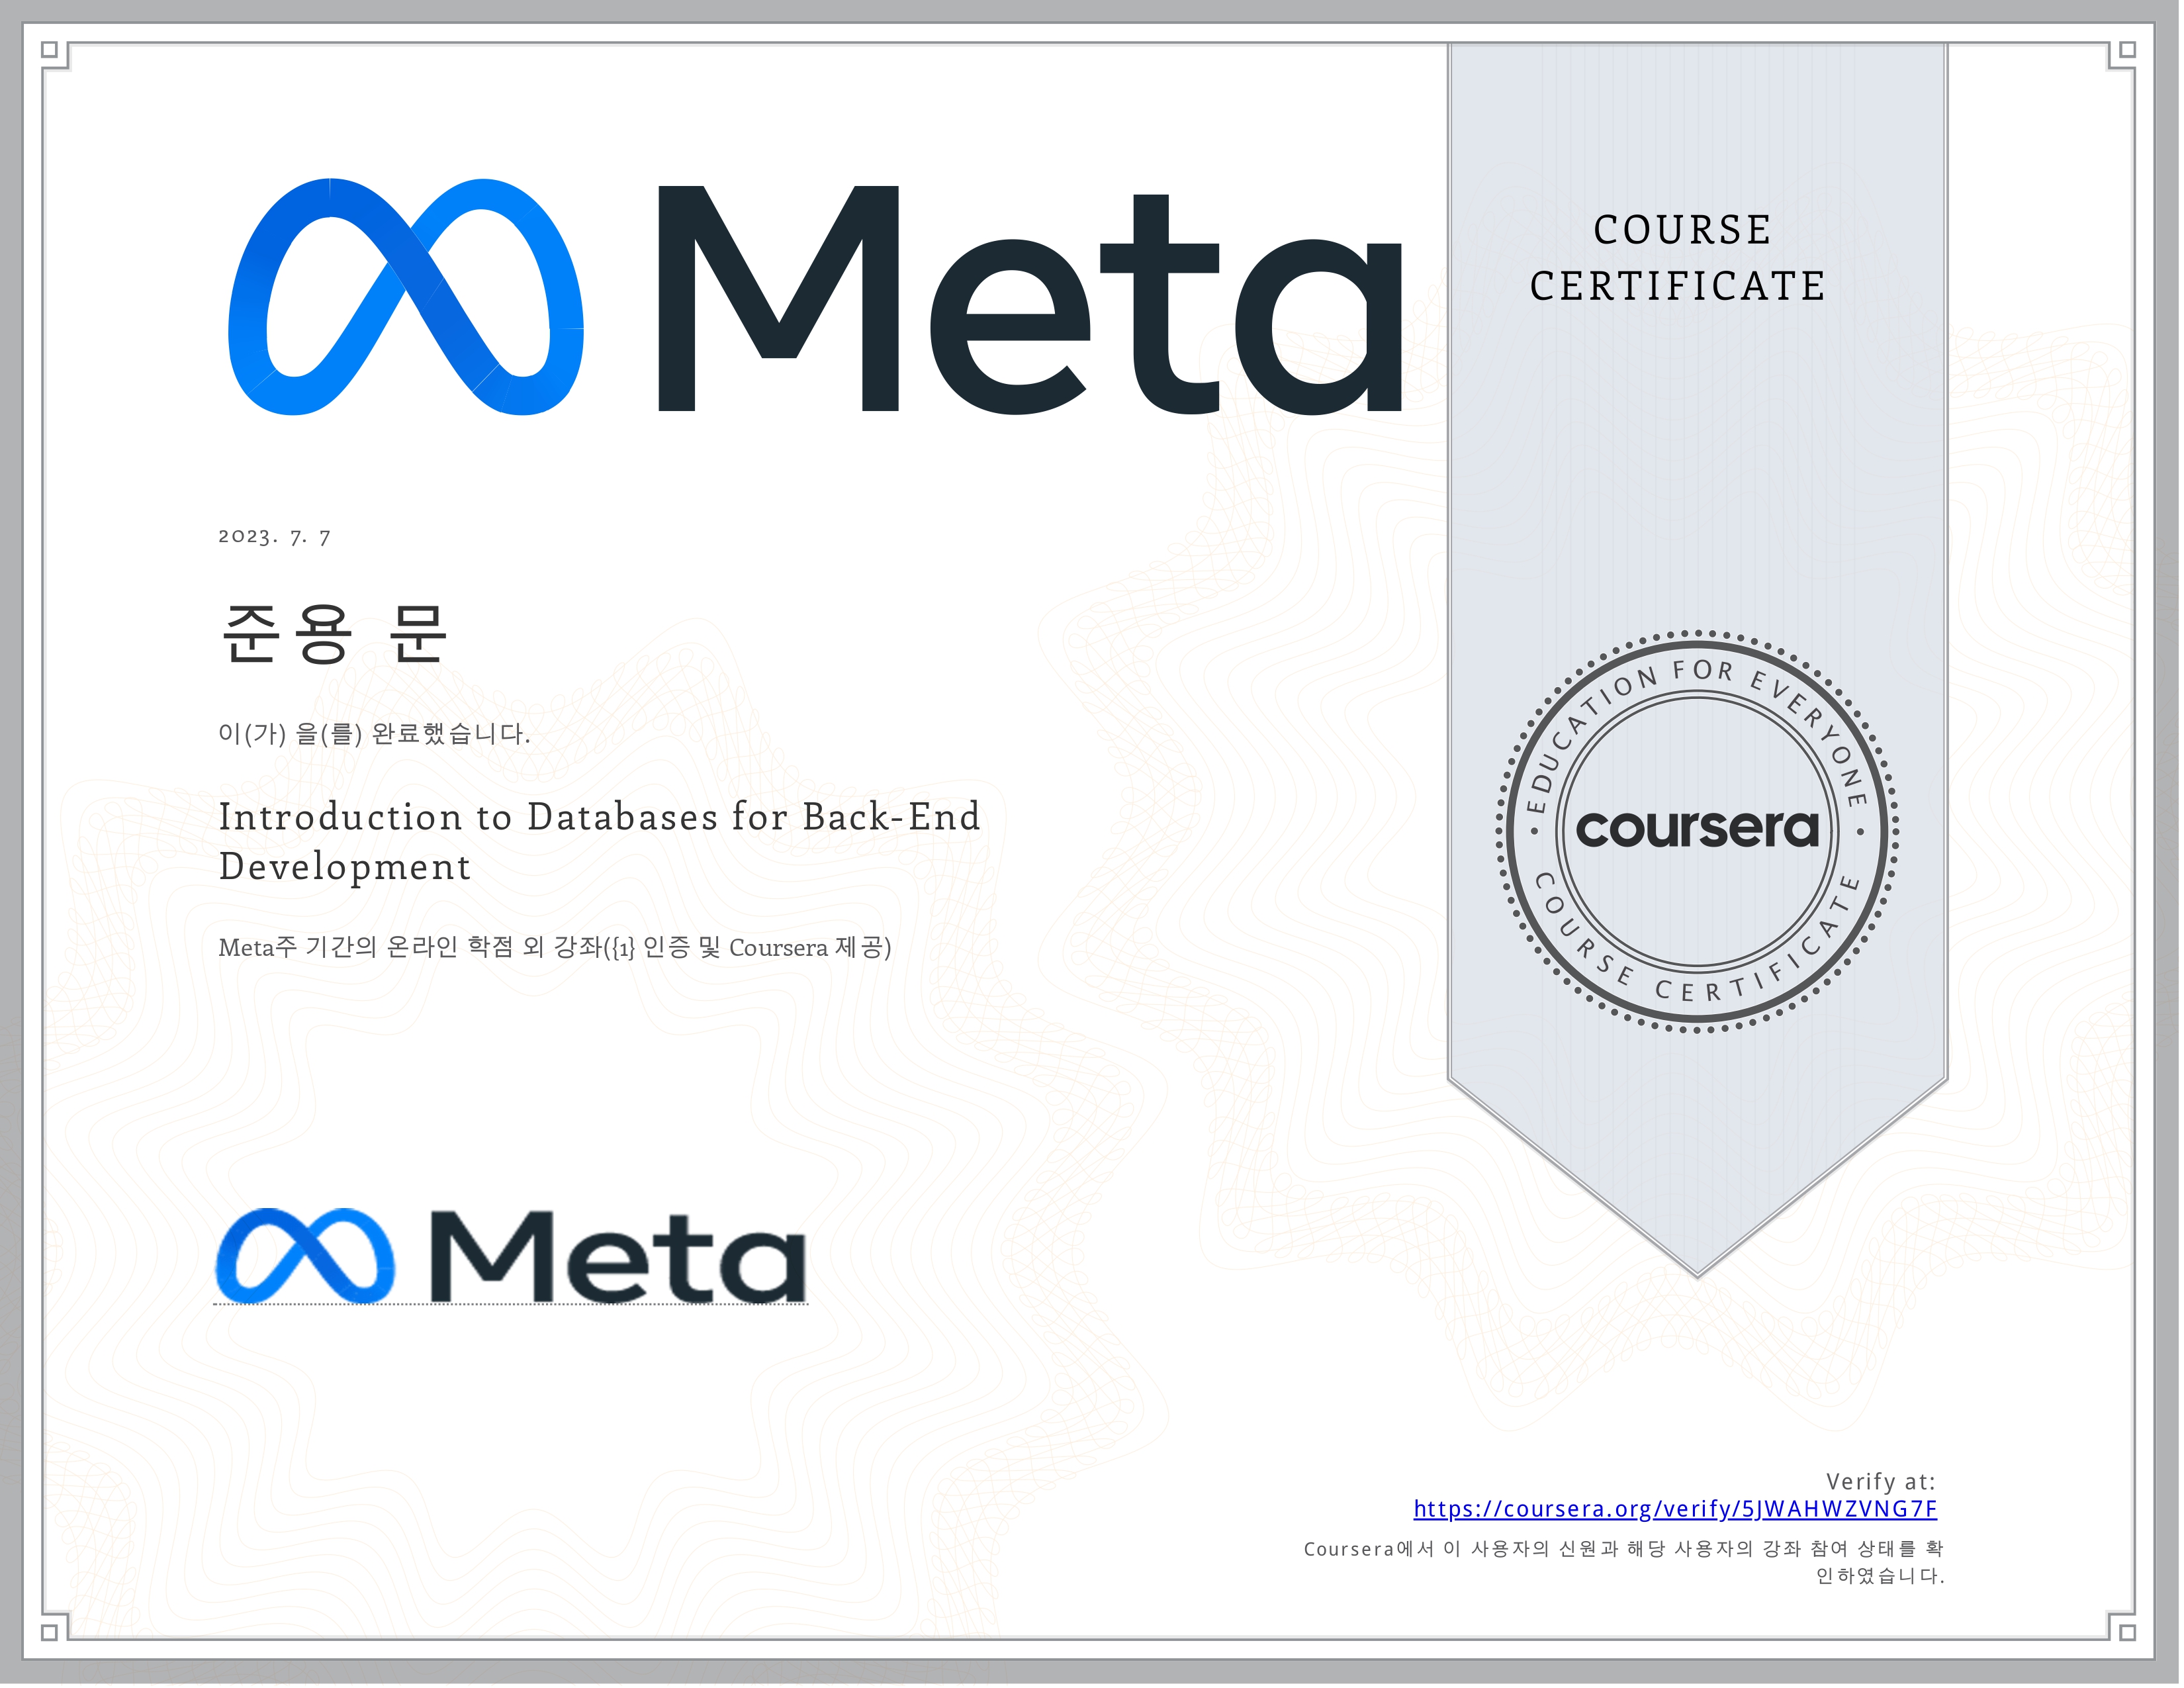 Meta
COURSE
CERTIFICATE
2023. 7. 7
준용 문
이(가) 을(를) 완료했습니다.
Introduction to Databases for Back-End
Development
Meta주 기간의 온라인 학점 외 강좌({1} 인증 및 Coursera 제공)
EDUCATION FOR EVERYONE
coursera
COURSE CERTIFICATE
Meta
Verify at:
https://coursera.org/verify/5JWAHWZVNG7F
Coursera에서 이 사용자의 신원과 해당 사용자의 강좌 참여 상태를 확
인하였습니다.